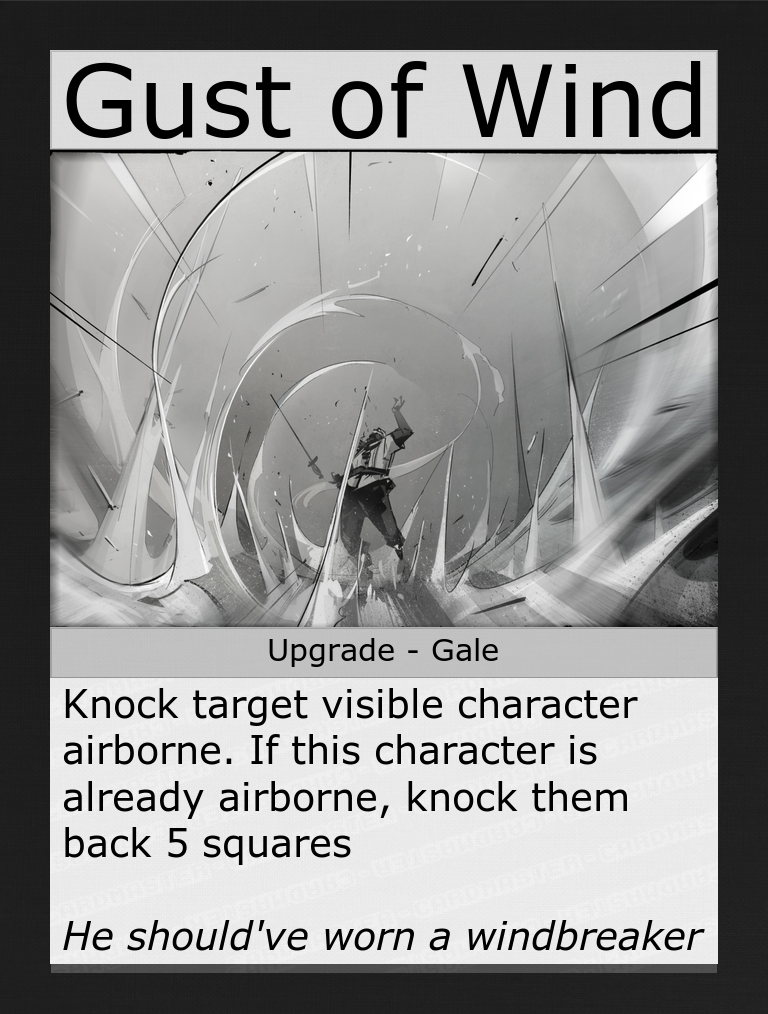 Gust of Wind
Upgrade - Gale
Knock target visible character
airborne. If this character is
already airborne, knock them
back 5 squares
He should've worn a windbreaker